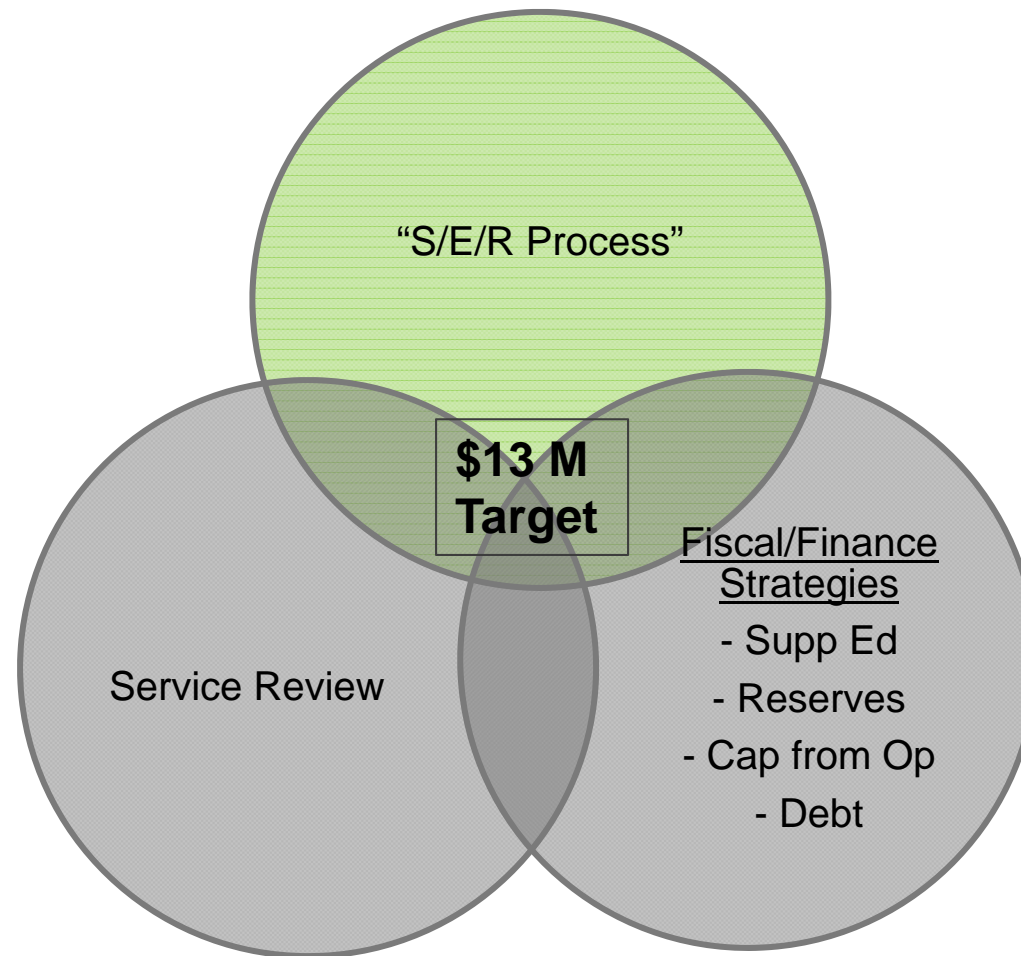 “S/E/R Process”
$13 M
Target
Fiscal/Finance
Strategies
- Supp Ed
- Reserves
- Cap from Op
- Debt
Service Review